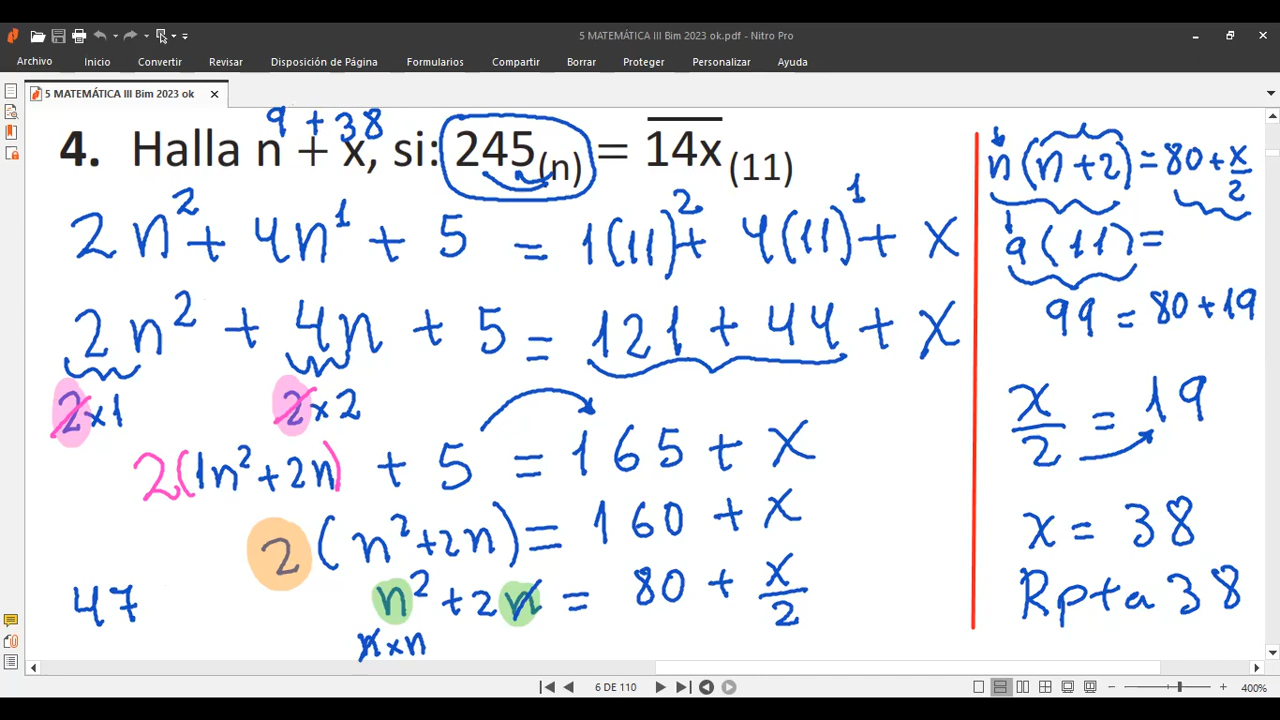 5 MATEMÁTICA III Bim 2023 ok.pdf - Nitro Pro
Archivo Inicio Convertir Revisar Disposición de Página Formularios Compartir Borrar Proteger Personalizar Ayuda
5 MATEMÁTICA III Bim 2023 ok
9 + 38
4. Halla n + x, si: 245(n) = 14x(11)
2n² + 4n¹ + 5 = 1(11)² + 4(11)¹ + x
2n² + 4n + 5 = 121 + 44 + x
2x1 2x2
2(1n² + 2n) + 5 = 165 + x
2(n² + 2n) = 160 + x
n² + 2n = 80 + x/2
nxn
47
n(n+2) = 80 + x/2
9(11) =
99 = 80 + 19
x/2 = 19
x = 38
Rpta 38
6 DE 110
400%